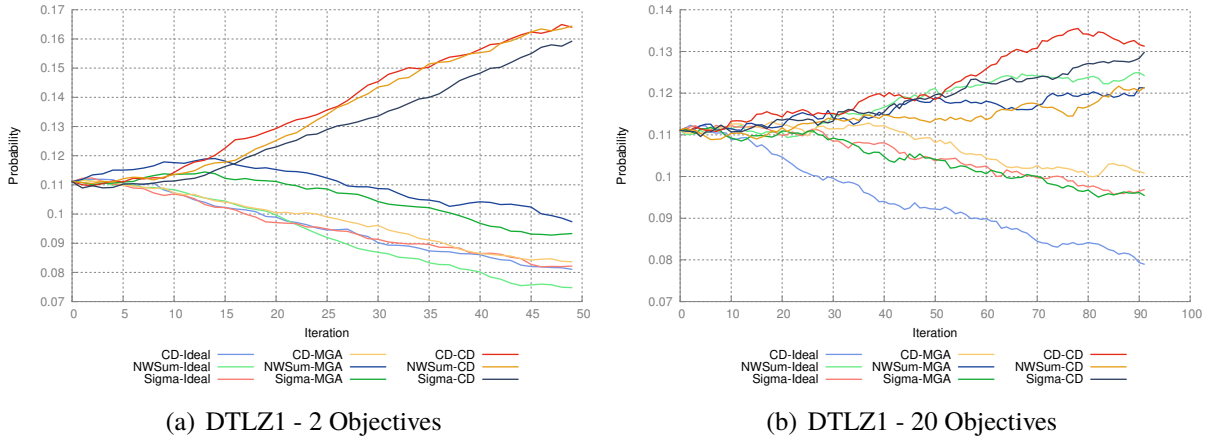 0.17
0.16
0.15
0.14
0.13
0.12
0.11
0.1
0.09
0.08
0.07
Probability
0 5 10 15 20 25 30 35 40 45 50
Iteration
CD-Ideal CD-MGA CD-CD
NWSum-Ideal NWSum-MGA NWSum-CD
Sigma-Ideal Sigma-MGA Sigma-CD
(a) DTLZ1 - 2 Objectives
0.14
0.13
0.12
0.11
0.1
0.09
0.08
0.07
Probability
0 10 20 30 40 50 60 70 80 90 100
Iteration
CD-Ideal CD-MGA CD-CD
NWSum-Ideal NWSum-MGA NWSum-CD
Sigma-Ideal Sigma-MGA Sigma-CD
(b) DTLZ1 - 20 Objectives